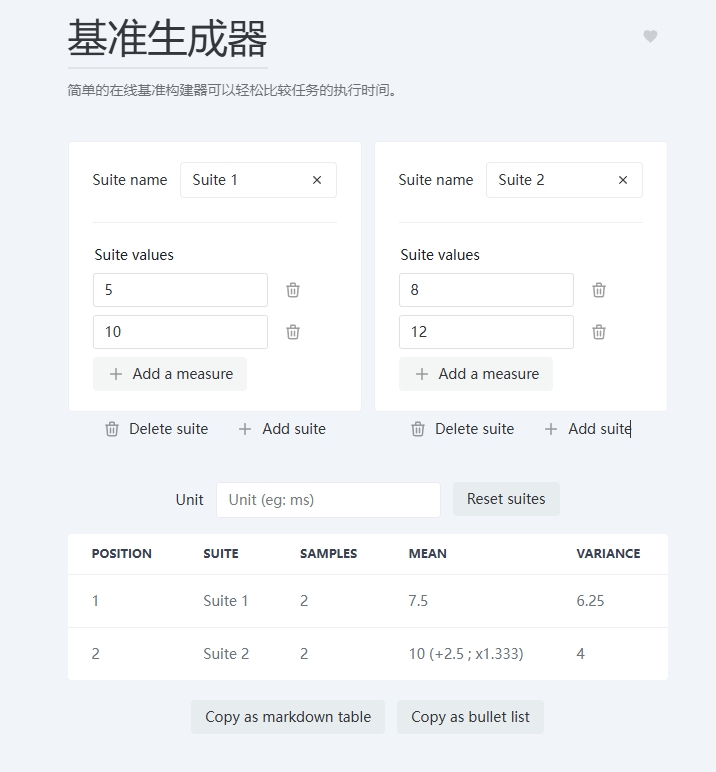 基准生成器
简单的在线基准构建器可以轻松比较任务的执行时间。
Suite name Suite 1
Suite values
5
10
Add a measure
Delete suite Add suite
Suite name Suite 2
Suite values
8
12
Add a measure
Delete suite Add suite
Unit Unit (eg: ms) Reset suites
POSITION SUITE SAMPLES MEAN VARIANCE
1 Suite 1 2 7.5 6.25
2 Suite 2 2 10 (+2.5 ; x1.333) 4
Copy as markdown table Copy as bullet list